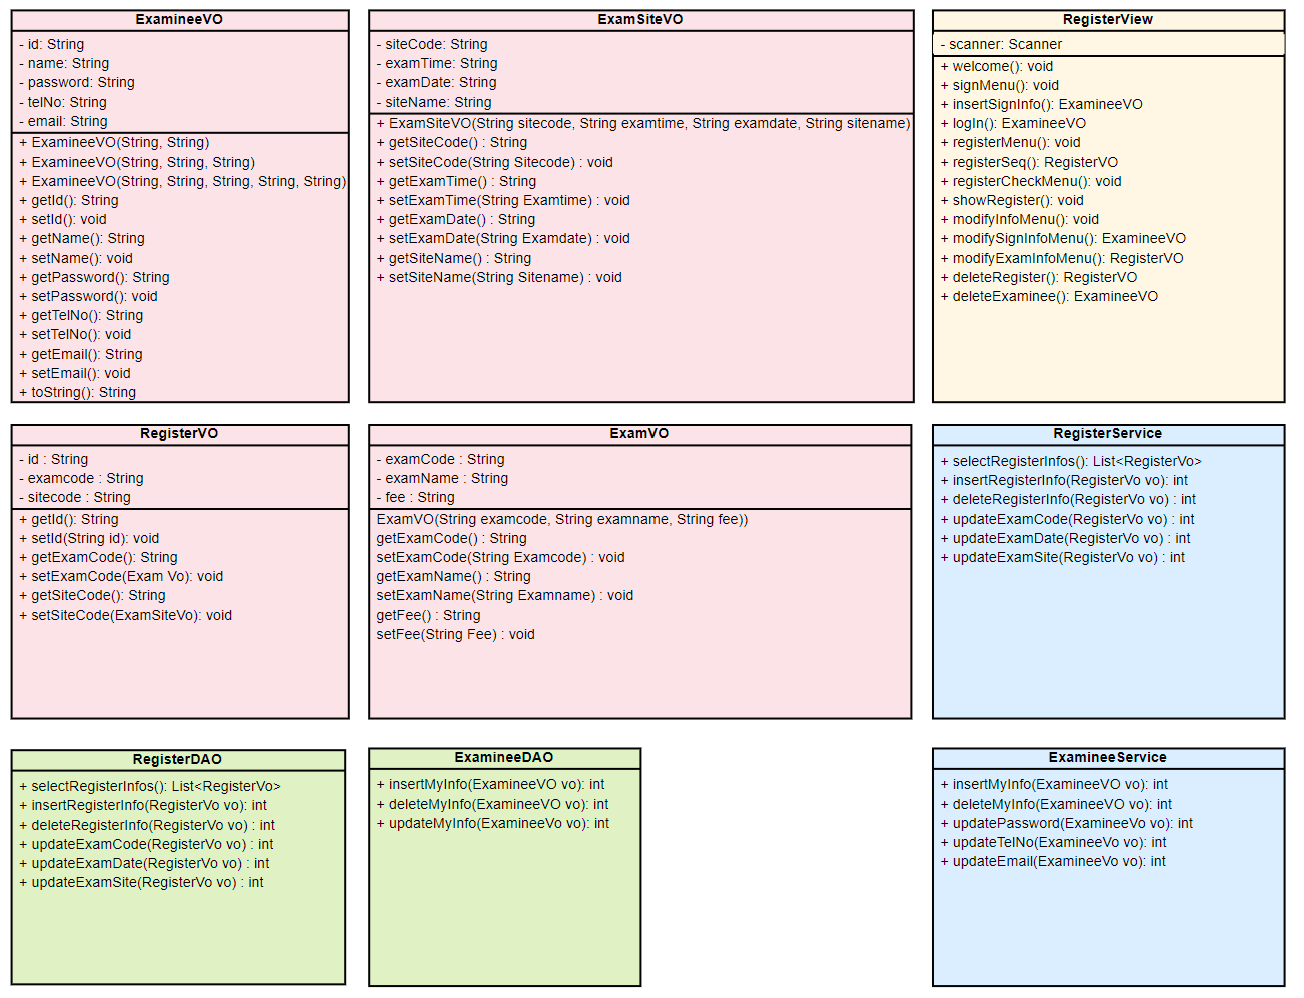 ExamineeVO
- id: String
- name: String
- password: String
- telNo: String
- email: String
+ ExamineeVO(String, String)
+ ExamineeVO(String, String, String)
+ ExamineeVO(String, String, String, String, String)
+ getId(): String
+ setId(): void
+ getName(): String
+ setName(): void
+ getPassword(): String
+ setPassword(): void
+ getTelNo(): String
+ setTelNo(): void
+ getEmail(): String
+ setEmail(): void
+ toString(): String
ExamSiteVO
- siteCode: String
- examTime: String
- examDate: String
- siteName: String
+ ExamSiteVO(String sitecode, String examtime, String examdate, String sitename)
+ getSiteCode() : String
+ setSiteCode(String Sitecode) : void
+ getExamTime() : String
+ setExamTime(String Examtime) : void
+ getExamDate() : String
+ setExamDate(String Examdate) : void
+ getSiteName() : String
+ setSiteName(String Sitename) : void
RegisterView
- scanner: Scanner
+ welcome(): void
+ signMenu(): void
+ insertSignInfo(): ExamineeVO
+ logIn(): ExamineeVO
+ registerMenu(): void
+ registerSeq(): RegisterVO
+ registerCheckMenu(): void
+ showRegister(): void
+ modifyInfoMenu(): void
+ modifySignInfoMenu(): ExamineeVO
+ modifyExamInfoMenu(): RegisterVO
+ deleteRegister(): RegisterVO
+ deleteExaminee(): ExamineeVO
RegisterVO
- id : String
- examcode : String
- sitecode : String
+ getId(): String
+ setId(String id): void
+ getExamCode(): String
+ setExamCode(Exam Vo): void
+ getSiteCode(): String
+ setSiteCode(ExamSiteVo): void
ExamVO
- examCode : String
- examName : String
- fee : String
ExamVO(String examcode, String examname, String fee))
getExamCode() : String
setExamCode(String Examcode) : void
getExamName() : String
setExamName(String Examname) : void
getFee() : String
setFee(String Fee) : void
RegisterService
+ selectRegisterInfos(): List<RegisterVo>
+ insertRegisterInfo(RegisterVo vo): int
+ deleteRegisterInfo(RegisterVo vo) : int
+ updateExamCode(RegisterVo vo) : int
+ updateExamDate(RegisterVo vo) : int
+ updateExamSite(RegisterVo vo) : int
RegisterDAO
+ selectRegisterInfos(): List<RegisterVo>
+ insertRegisterInfo(RegisterVo vo): int
+ deleteRegisterInfo(RegisterVo vo) : int
+ updateExamCode(RegisterVo vo) : int
+ updateExamDate(RegisterVo vo) : int
+ updateExamSite(RegisterVo vo) : int
ExamineeDAO
+ insertMyInfo(ExamineeVO vo): int
+ deleteMyInfo(ExamineeVO vo): int
+ updateMyInfo(ExamineeVo vo): int
ExamineeService
+ insertMyInfo(ExamineeVO vo): int
+ deleteMyInfo(ExamineeVO vo): int
+ updatePassword(ExamineeVo vo): int
+ updateTelNo(ExamineeVo vo): int
+ updateEmail(ExamineeVo vo): int